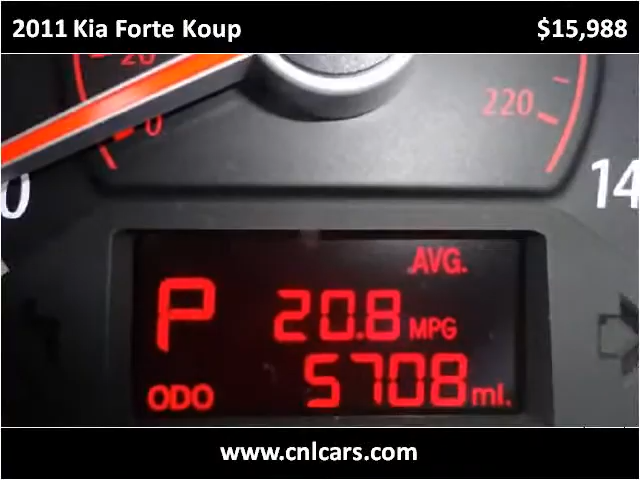 2011 Kia Forte Koup $15,988
20 220
0
0 14
AVG.
P 20.8 MPG
ODO 5708 mi.
www.cnlcars.com